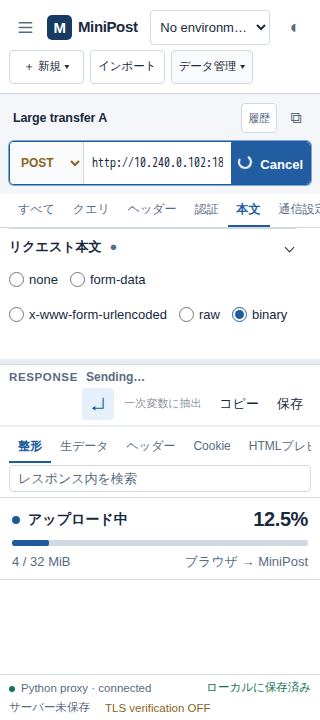 M MiniPost No environm…
＋ 新規 ▾ インポート データ管理 ▾
Large transfer A 履歴
POST http://10.240.0.102:18 Cancel
すべて クエリ ヘッダー 認証 本文 通信設定
リクエスト本文 ●
none form-data
x-www-form-urlencoded raw binary
RESPONSE Sending…
一次変数に抽出 コピー 保存
整形 生データ ヘッダー Cookie HTMLプレビ
レスポンス内を検索
アップロード中 12.5%
4 / 32 MiB ブラウザ → MiniPost
Python proxy · connected ローカルに保存済み
サーバー未保存 TLS verification OFF